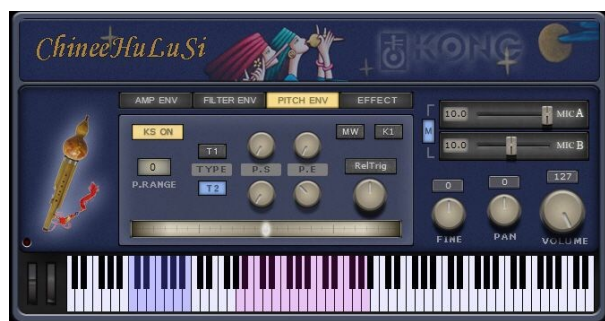 ChineeHuLuSi
KONG
AMP ENV FILTER ENV PITCH ENV EFFECT
KS ON
MW K1
10.0 MIC A
M
10.0 MIC B
T1
0
TYPE P.S P.E
RelTrig
P.RANGE
T2
0 0 127
FINE PAN VOLUME